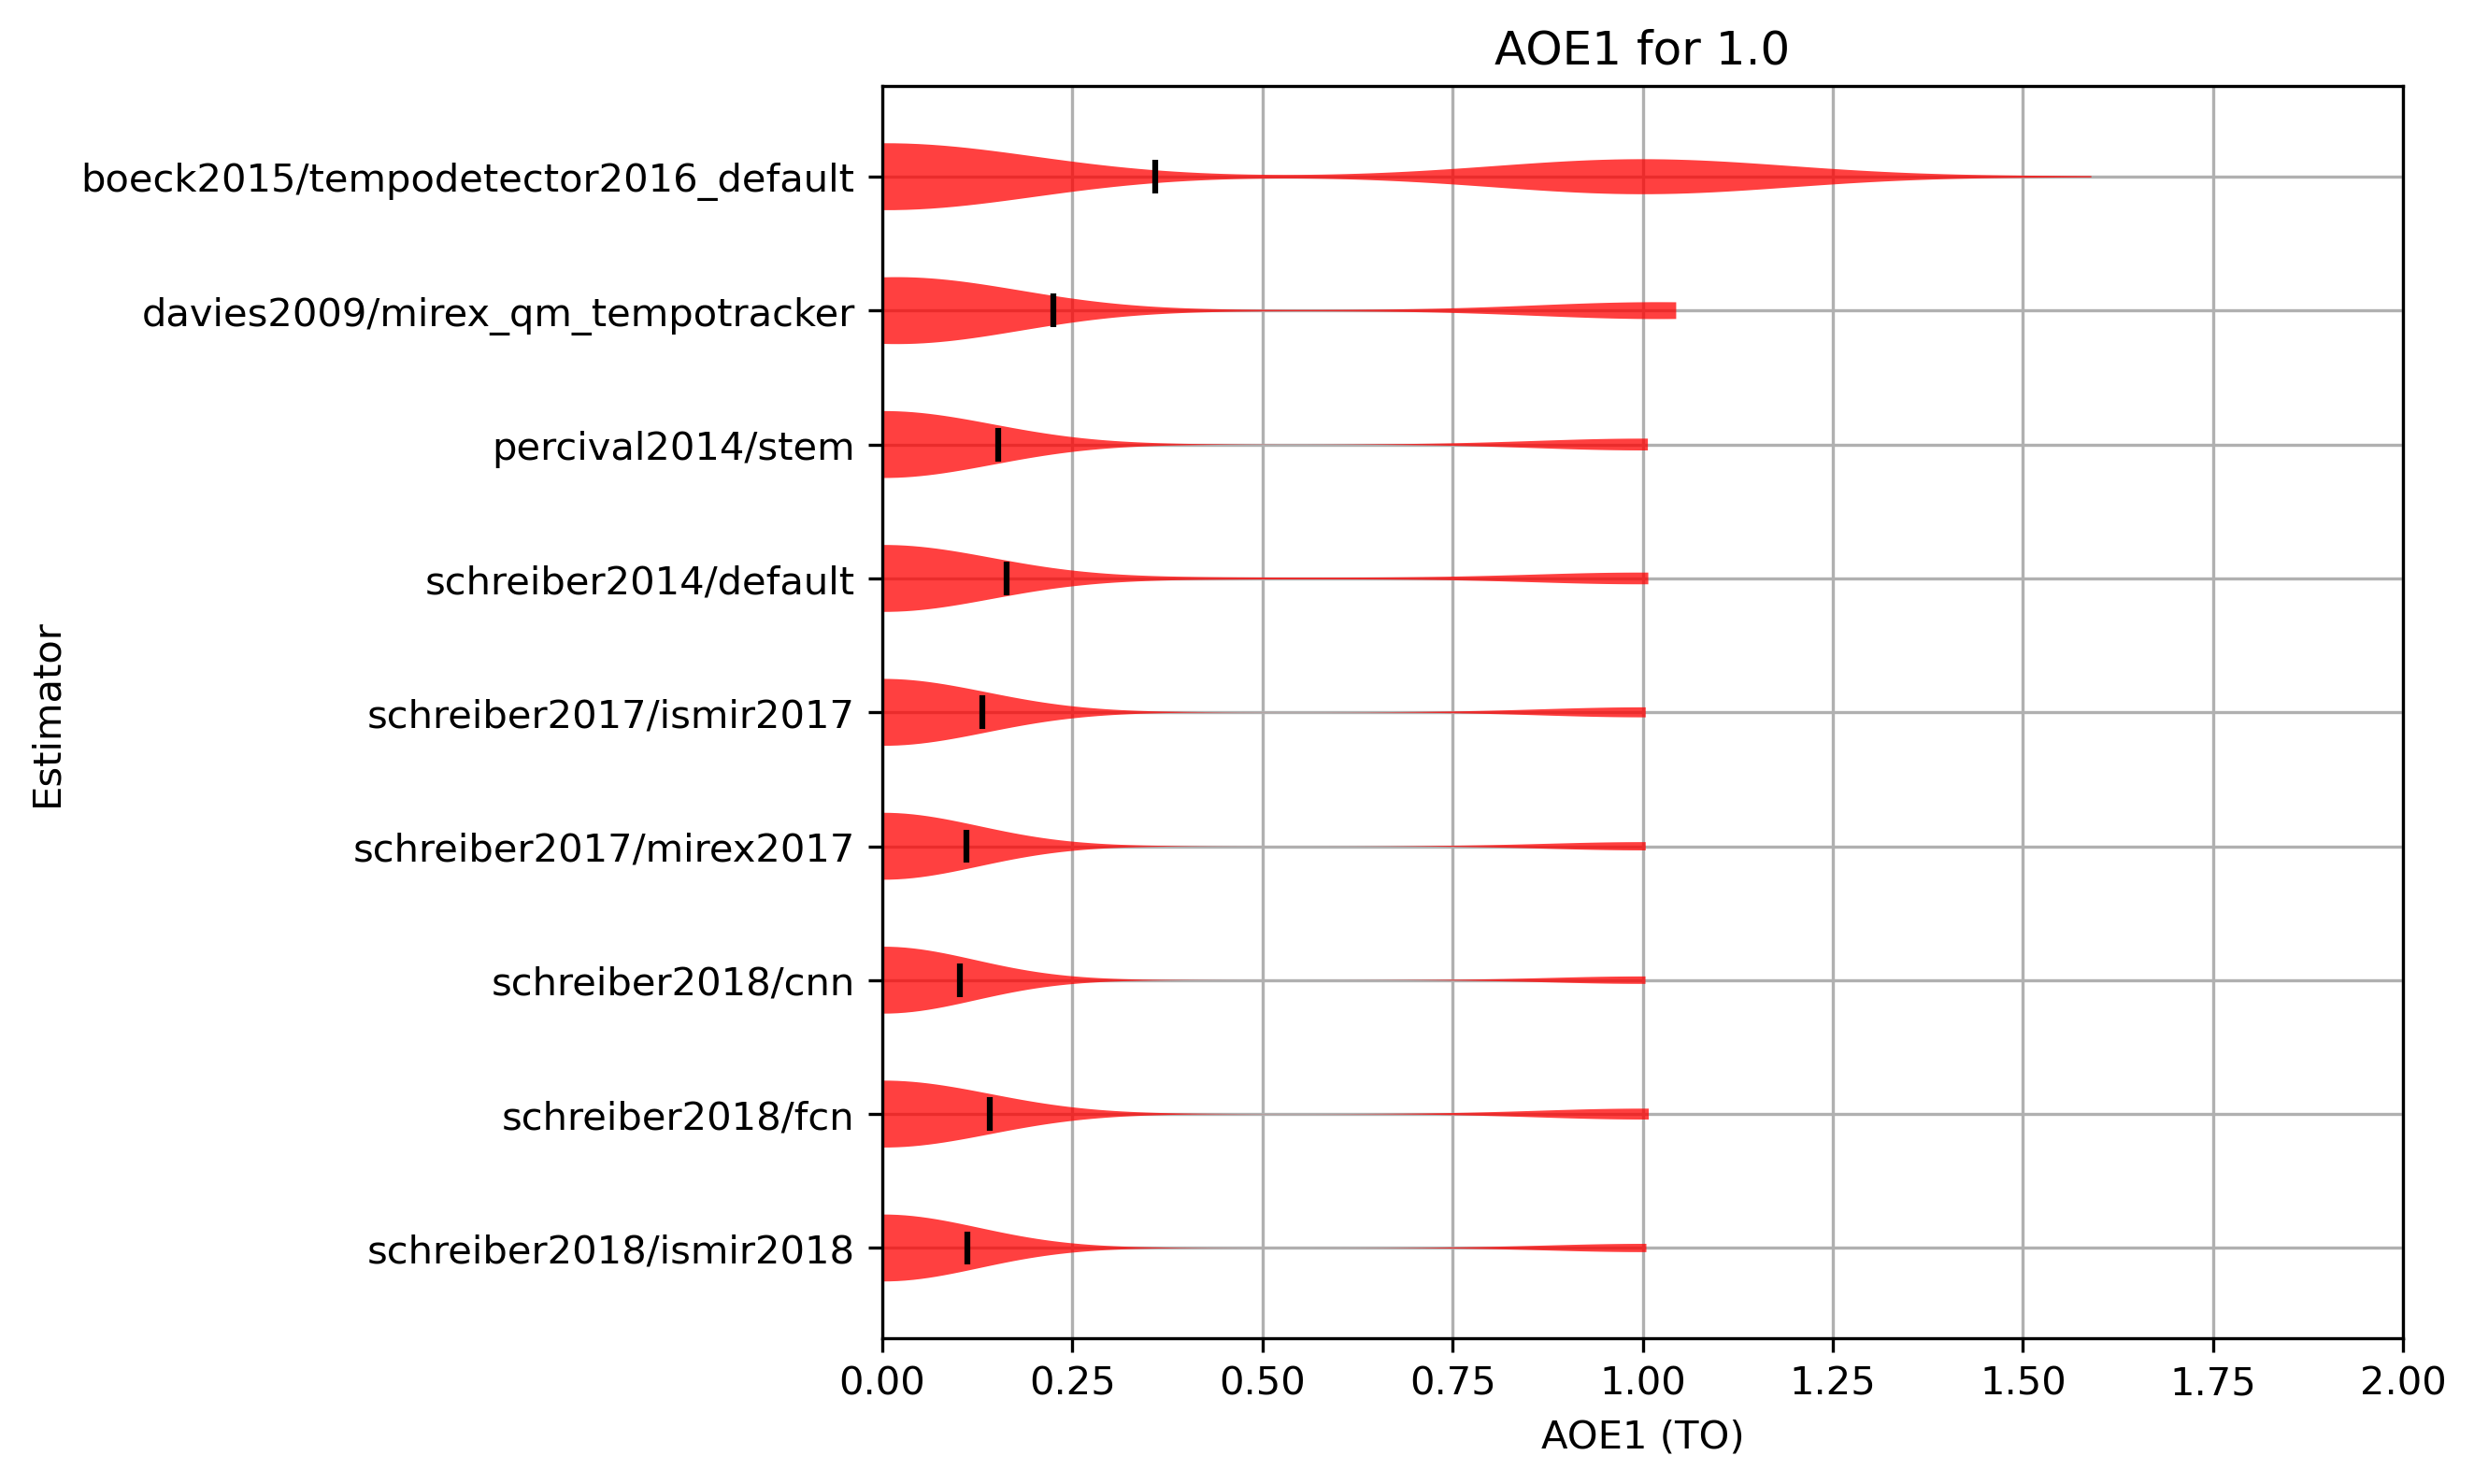 AOE1 for 1.0
boeck2015/tempodetector2016_default
davies2009/mirex_qm_tempotracker
percival2014/stem
schreiber2014/default
schreiber2017/ismir2017
schreiber2017/mirex2017
schreiber2018/cnn
schreiber2018/fcn
schreiber2018/ismir2018
Estimator
0.00 0.25 0.50 0.75 1.00 1.25 1.50 1.75 2.00
AOE1 (TO)